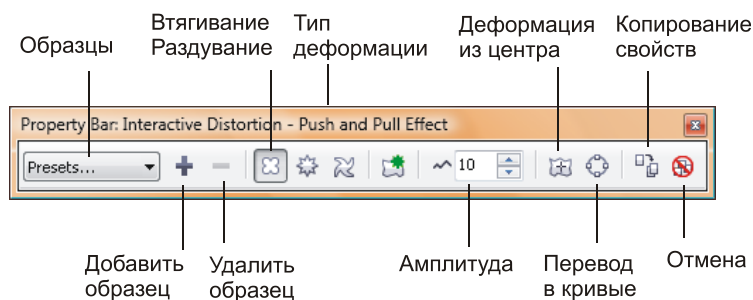 Образцы
Втягивание
Раздувание
Тип
деформации
Деформация
из центра
Копирование
свойств
Property Bar: Interactive Distortion - Push and Pull Effect
Presets...
10
Добавить
образец
Удалить
образец
Амплитуда
Перевод
в кривые
Отмена